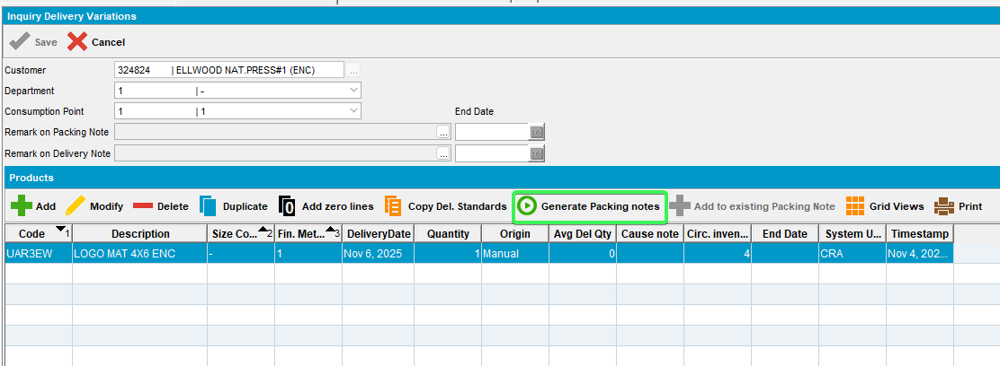 Inquiry Delivery Variations
Save Cancel
Customer 324824 | ELLWOOD NAT.PRESS#1 (ENC) ...
Department 1 | -
Consumption Point 1 | 1 End Date
Remark on Packing Note ... 16
Remark on Delivery Note ... 16
Products
Add Modify Delete Duplicate 0 Add zero lines Copy Del. Standards Generate Packing notes Add to existing Packing Note Grid Views Print
Code 1 Description Size Co... 2 Fin. Met... 3 DeliveryDate Quantity Origin Avg Del Qty Cause note Circ. inven... End Date System U... Timestamp
UAR3EW LOGO MAT 4X6 ENC - 1 Nov 6, 2025 1 Manual 0 4 CRA Nov 4, 202...